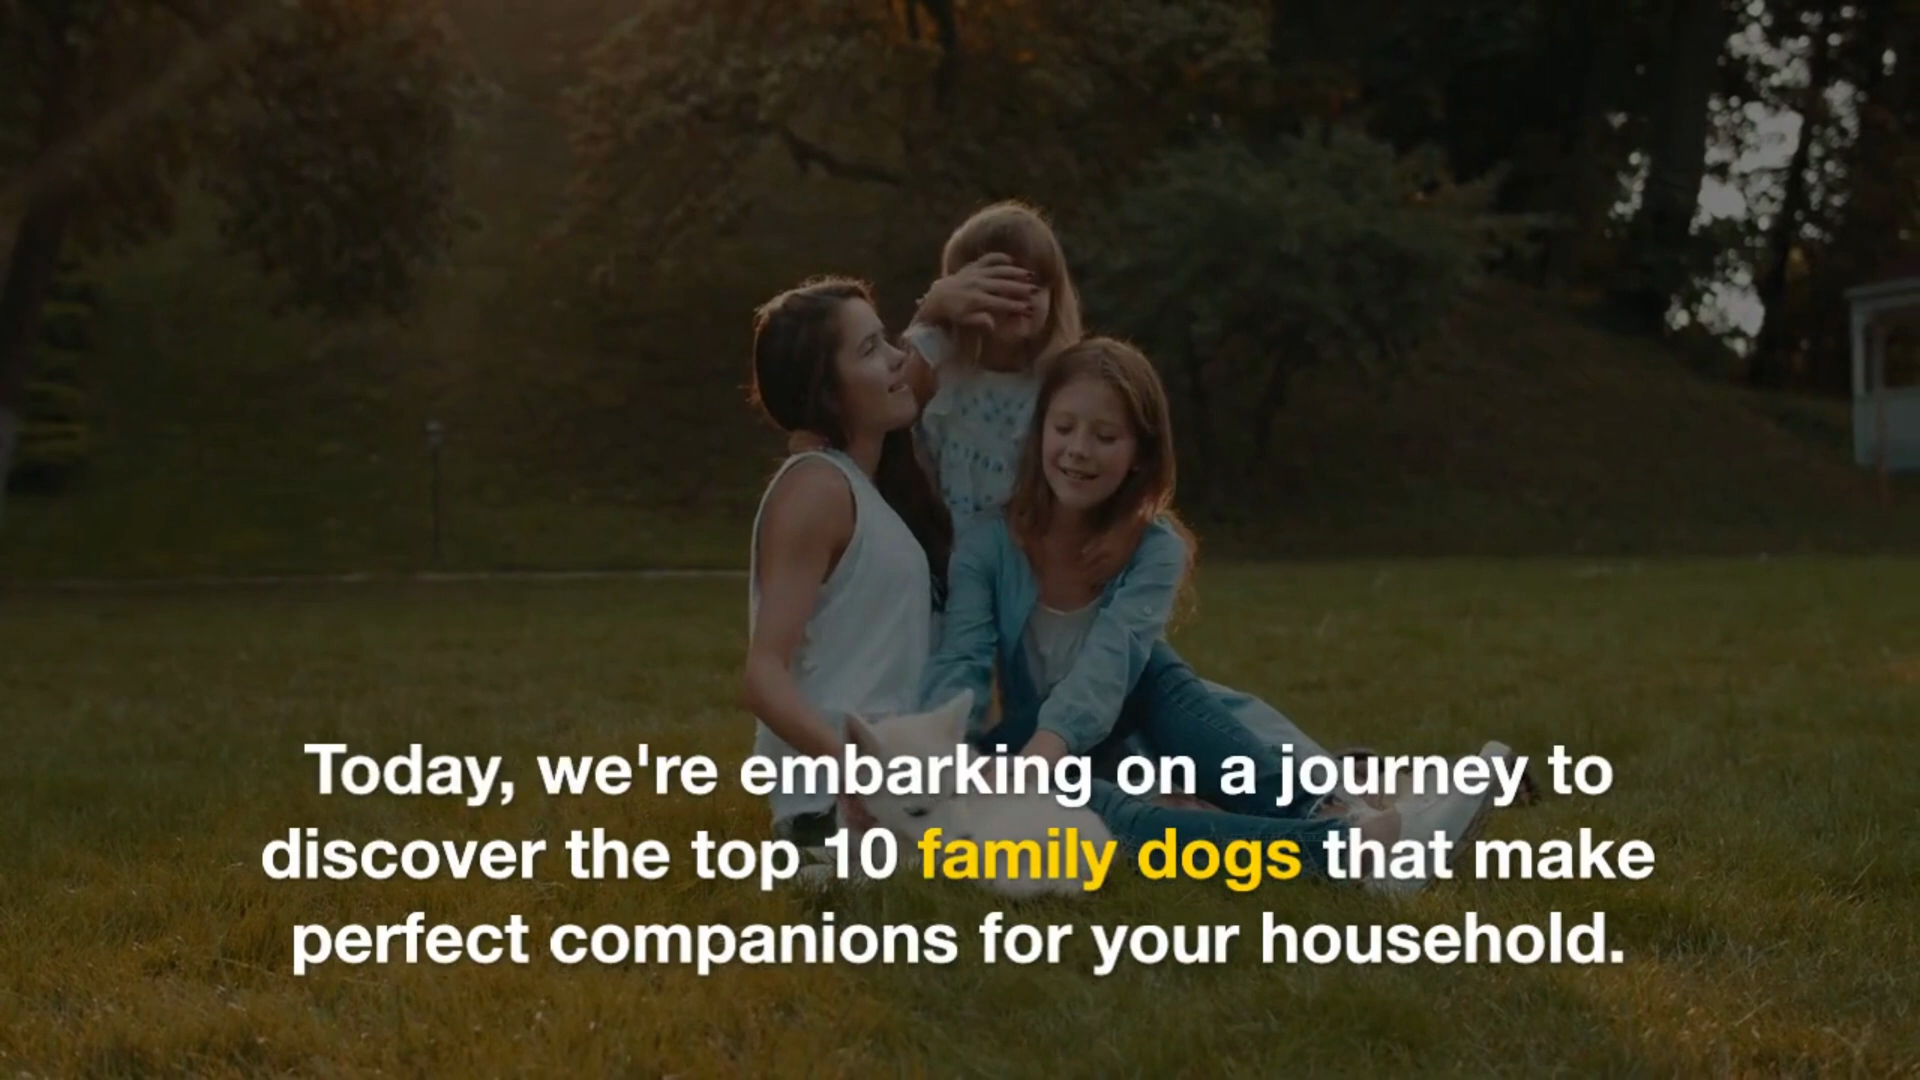 Today, we're embarking on a journey to
discover the top 10 family dogs that make
perfect companions for your household.